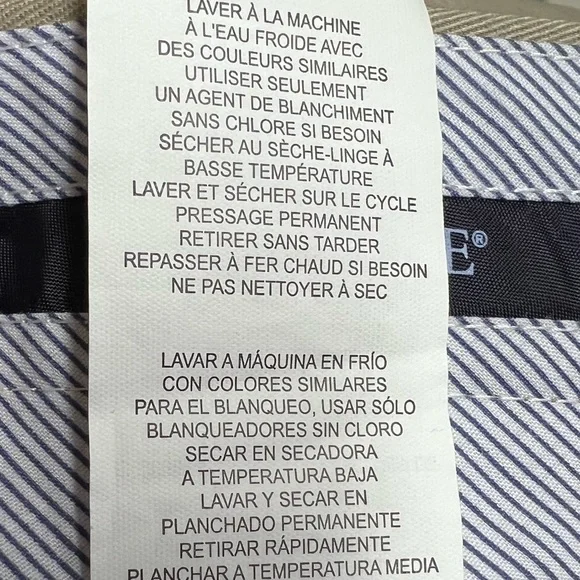 LAVER À LA MACHINE
À L'EAU FROIDE AVEC
DES COULEURS SIMILAIRES
UTILISER SEULEMENT
UN AGENT DE BLANCHIMENT
SANS CHLORE SI BESOIN
SÉCHER AU SÈCHE-LINGE À
BASSE TEMPÉRATURE
LAVER ET SÉCHER SUR LE CYCLE
PRESSAGE PERMANENT
RETIRER SANS TARDER
REPASSER À FER CHAUD SI BESOIN
NE PAS NETTOYER À SEC
E®
LAVAR A MÁQUINA EN FRÍO
CON COLORES SIMILARES
PARA EL BLANQUEO, USAR SÓLO
BLANQUEADORES SIN CLORO
SECAR EN SECADORA
A TEMPERATURA BAJA
LAVAR Y SECAR EN
PLANCHADO PERMANENTE
RETIRAR RÁPIDAMENTE
PLANCHAR A TEMPERATURA MEDIA